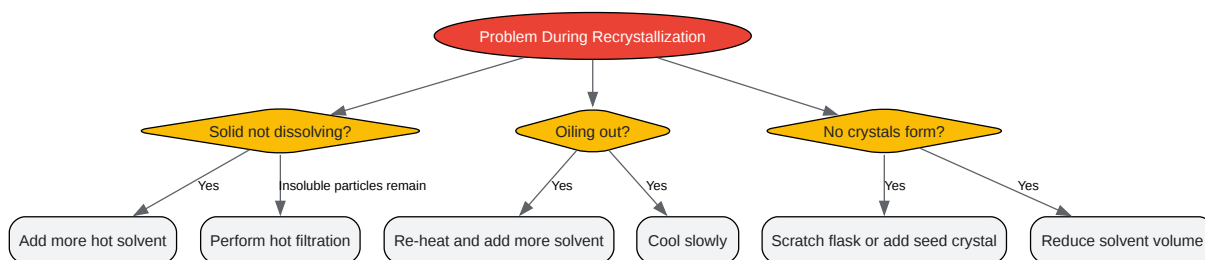 Problem During Recrystallization
Solid not dissolving?
Oiling out?
No crystals form?
Yes
Insoluble particles remain
Yes
Yes
Yes
Yes
Add more hot solvent
Perform hot filtration
Re-heat and add more solvent
Cool slowly
Scratch flask or add seed crystal
Reduce solvent volume